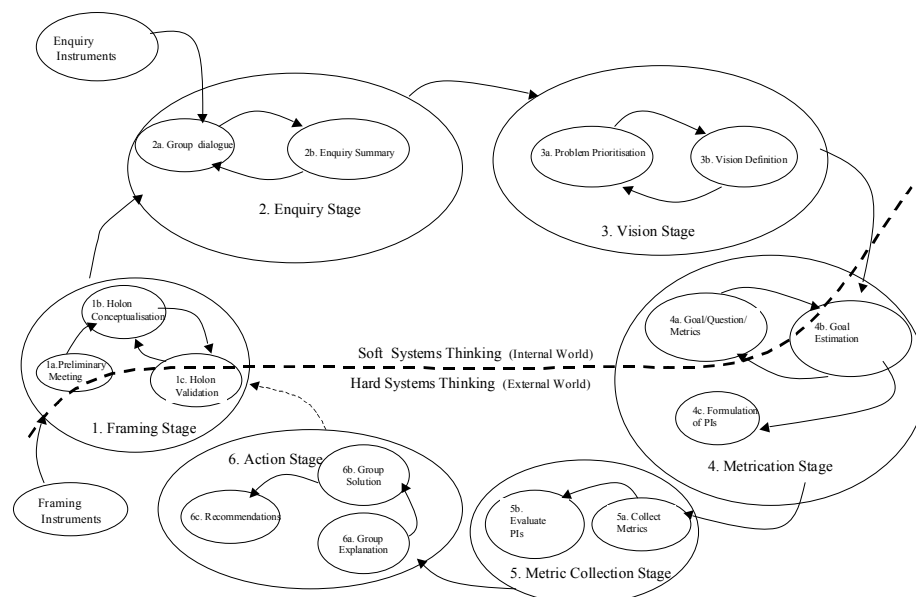 Enquiry
Instruments
2a. Group dialogue
2b. Enquiry Summary
2. Enquiry Stage
3a. Problem Prioritisation
3b. Vision Definition
3. Vision Stage
1b. Holon
Conceptualisation
1a.Preliminary
Meeting
1c. Holon
Validation
1. Framing Stage
Framing
Instruments
Soft Systems Thinking (Internal World)
Hard Systems Thinking (External World)
4a. Goal/Question/
Metrics
4b. Goal
Estimation
4c. Formulation
of PIs
4. Metrication Stage
5b.
Evaluate
PIs
5a. Collect
Metrics
5. Metric Collection Stage
6. Action Stage
6b. Group
Solution
6c. Recommendations
6a. Group
Explanation